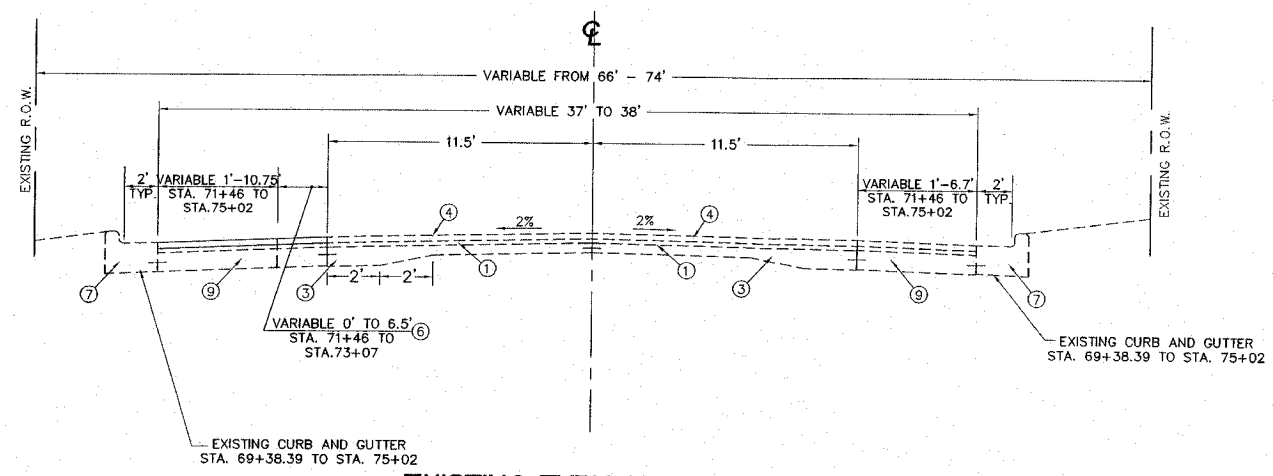 ℄
VARIABLE FROM 66' - 74'
VARIABLE 37' TO 38'
EXISTING R.O.W.
EXISTING R.O.W.
11.5'
11.5'
2'
TYP.
VARIABLE 1'-10.75'
STA. 71+46 TO
STA.75+02
VARIABLE 1'-6.7'
STA. 71+46 TO
STA.75+02
2'
TYP.
4
2%
2%
4
7
9
3
2'
2'
1
1
3
9
7
VARIABLE 0' TO 6.5'
6
STA. 71+46 TO
STA.73+07
EXISTING CURB AND GUTTER
STA. 69+38.39 TO STA. 75+02
EXISTING CURB AND GUTTER
STA. 69+38.39 TO STA. 75+02